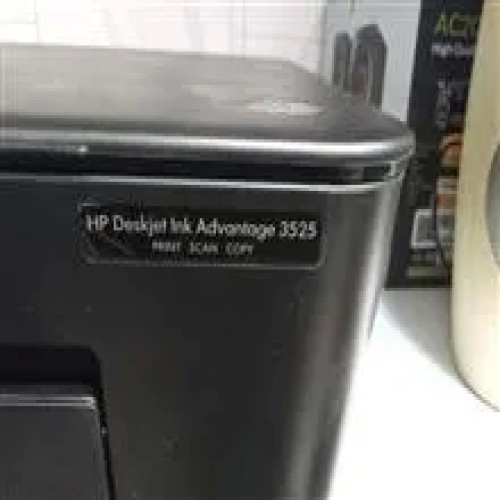 HP Deskjet Ink Advantage 3525
PRINT SCAN COPY